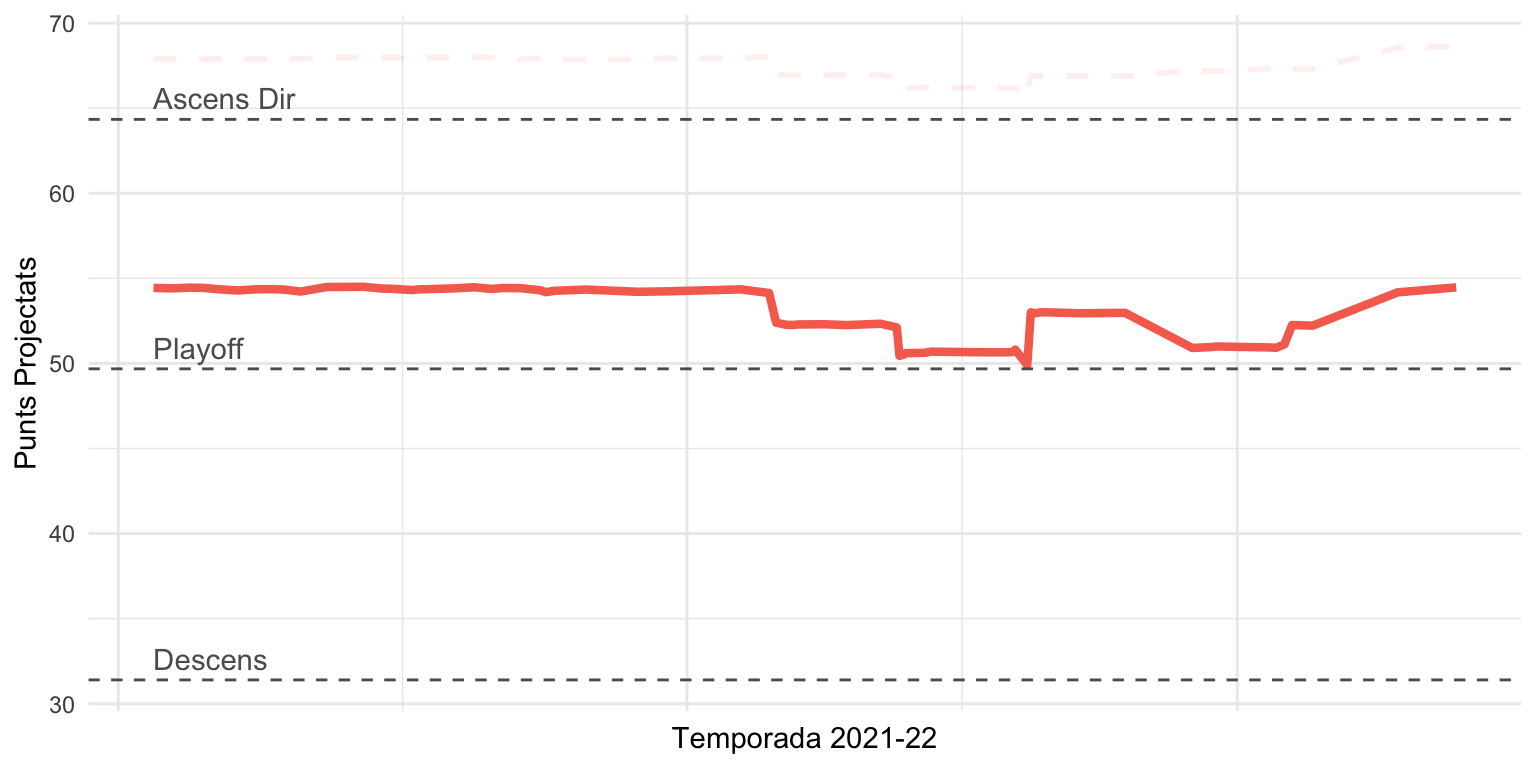 70
Ascens Dir
60
Playoff
50
Punts Projectats
40
Descens
30
Temporada 2021-22